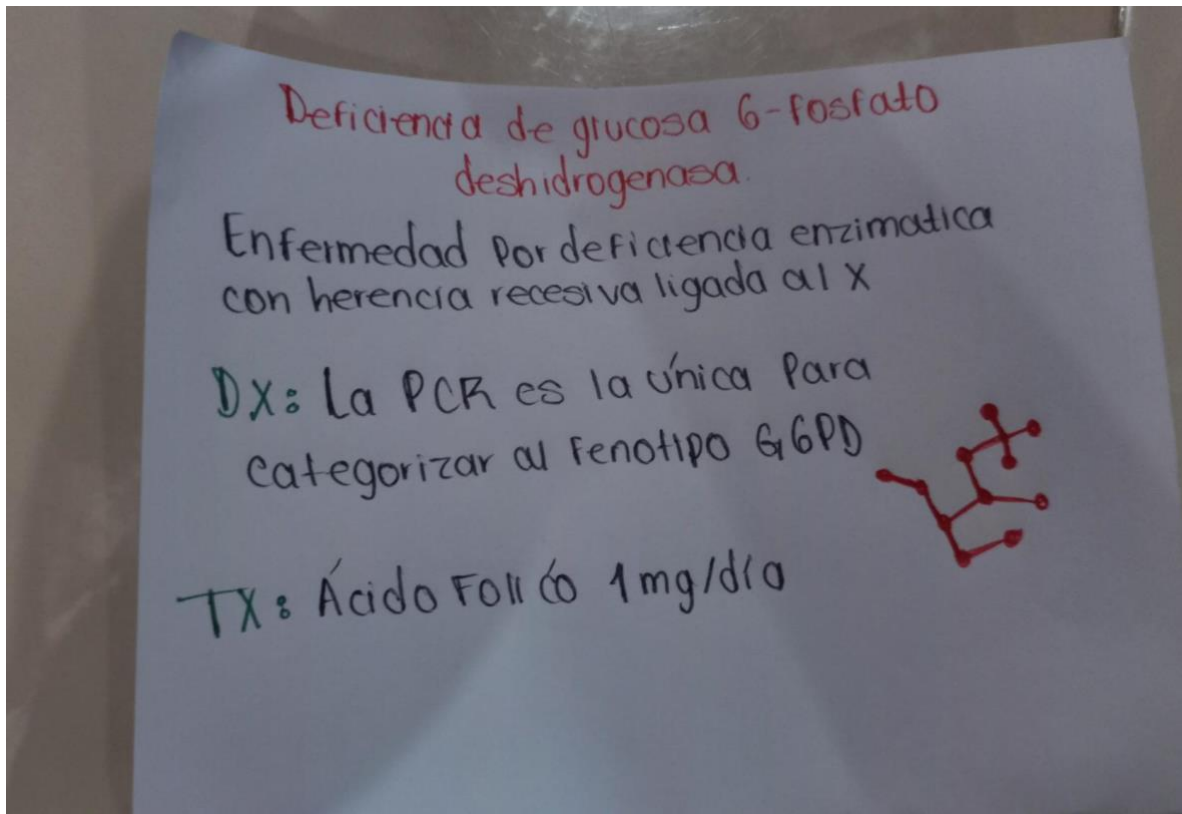 Deficiencia de glucosa 6-fosfato
deshidrogenasa.
Enfermedad Por deficiencia enzimatica
con herencia recesiva ligada al X
DX: La PCR es la única Para
categorizar al Fenotipo G6PD
TX: Ácido Folico 1mg/día